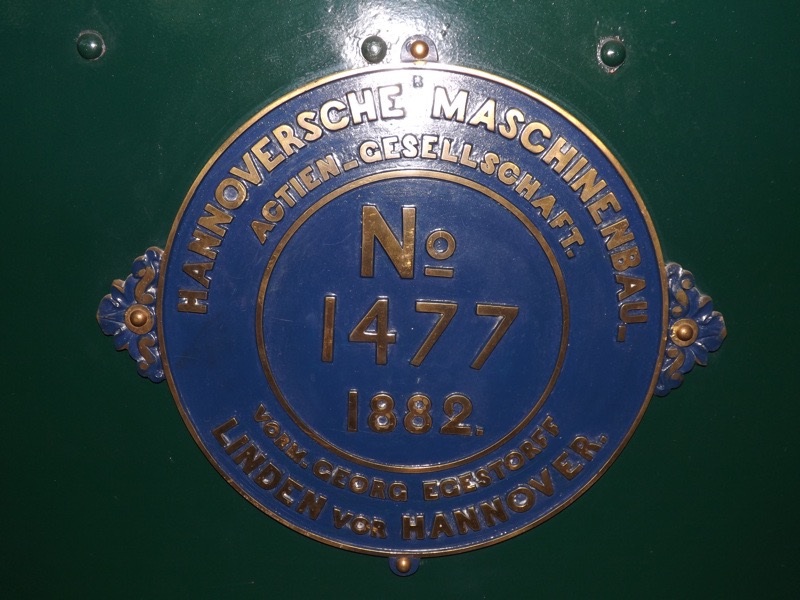 HANNOVERSCHE MASCHINENBAU-
ACTIEN-GESELLSCHAFT.
No
1477
1882.
VORM. GEORG EGESTORFF
LINDEN VOR HANNOVER.